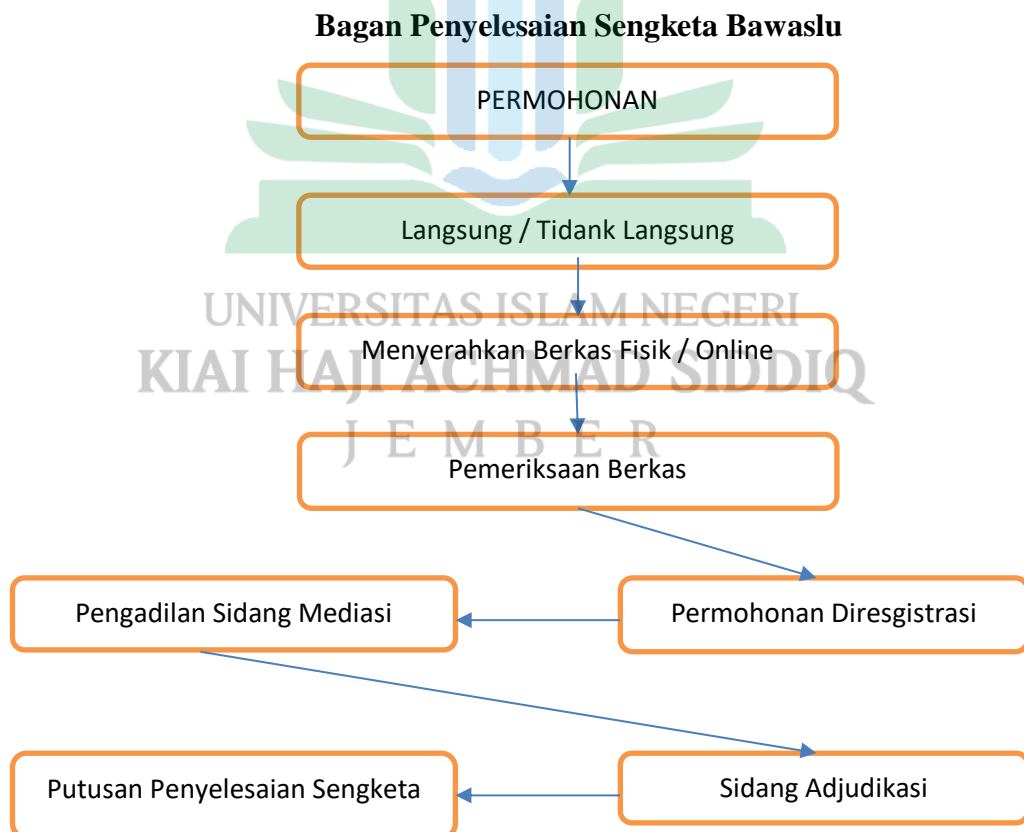 Bagan Penyelesaian Sengketa Bawaslu
PERMOHONAN
Langsung / Tidank Langsung
UNIVERSITAS ISLAM NEGERI
Menyerahkan Berkas Fisik / Online
KIAI HAJI ACHMAD SIDDIQ
JEMBER
Pemeriksaan Berkas
Pengadilan Sidang Mediasi
Permohonan Diresgistrasi
Putusan Penyelesaian Sengketa
Sidang Adjudikasi